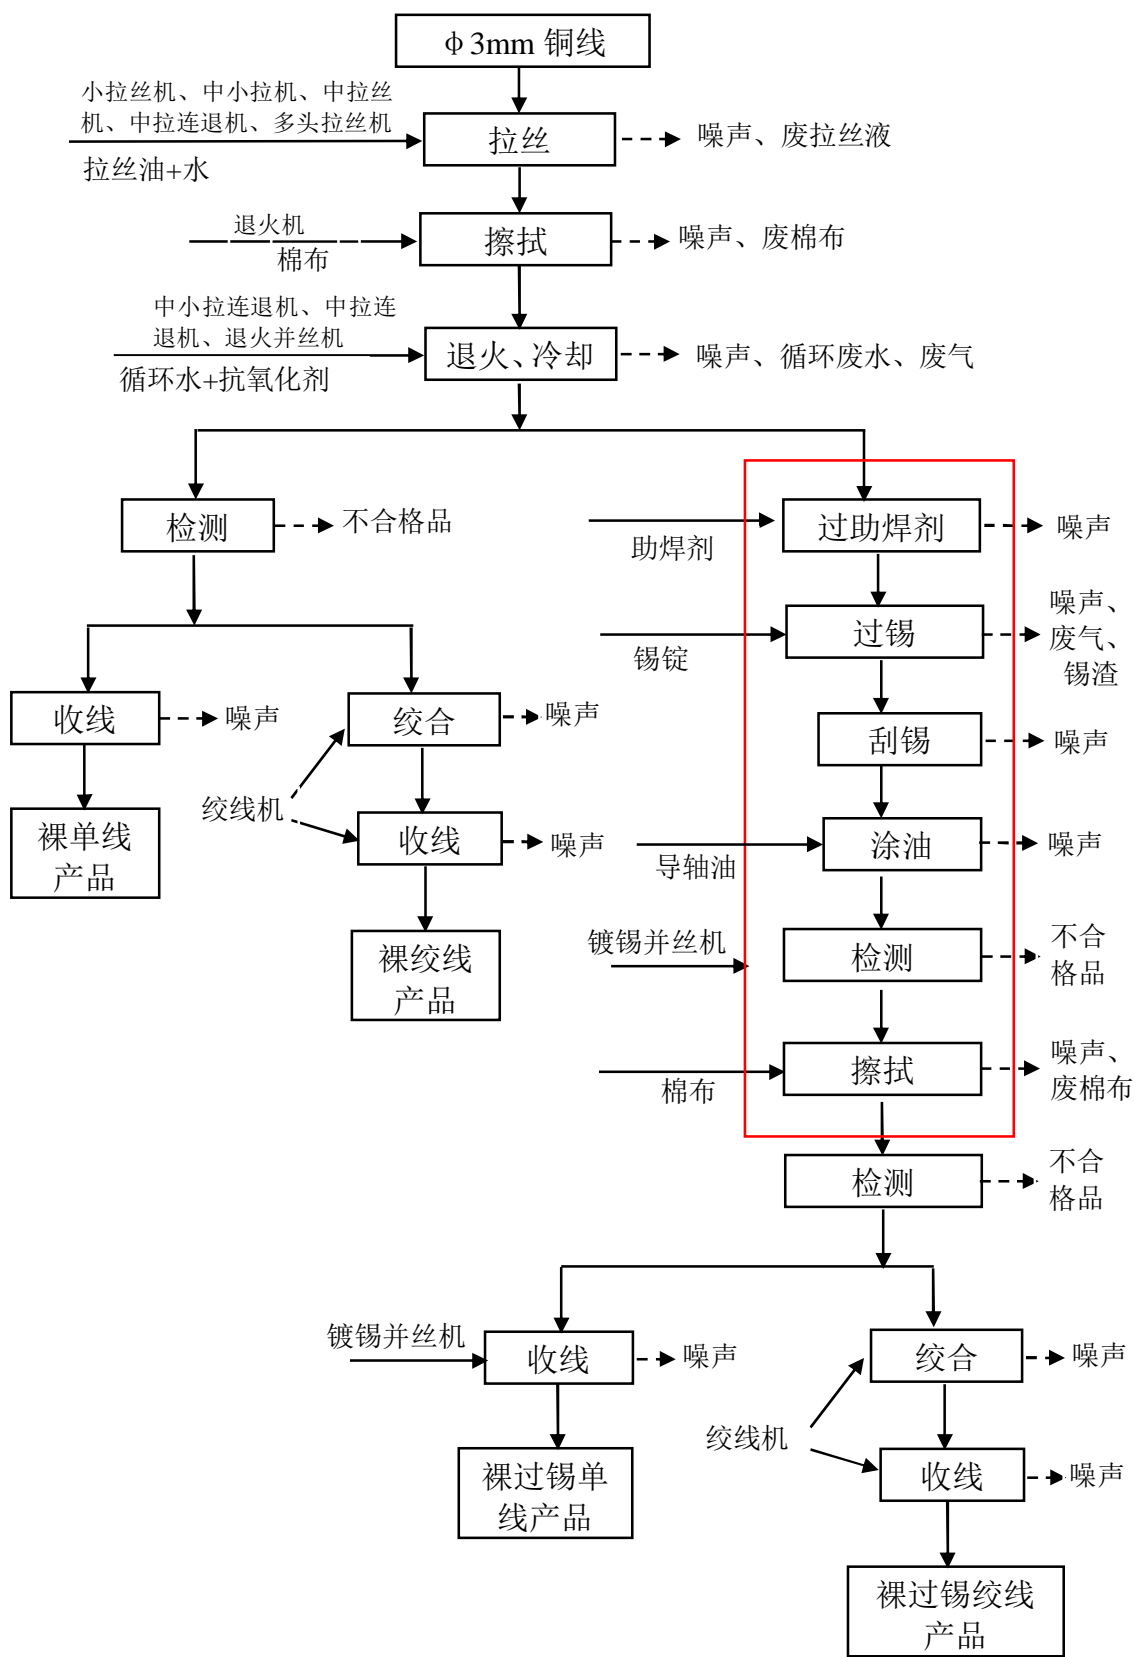 ф3mm 铜线
小拉丝机、中小拉机、中拉丝
机、中拉连退机、多头拉丝机
拉丝油+水
拉丝
噪声、废拉丝液
退火机
棉布
擦拭
噪声、废棉布
中小拉连退机、中拉连
退机、退火并丝机
循环水+抗氧化剂
退火、冷却
噪声、循环废水、废气
检测
不合格品
助焊剂
过助焊剂
噪声
锡锭
过锡
噪声、
废气、
锡渣
收线
噪声
绞合
噪声
刮锡
噪声
绞线机
裸单线
产品
收线
噪声
导轴油
涂油
噪声
裸绞线
产品
镀锡并丝机
检测
不合
格品
棉布
擦拭
噪声、
废棉布
检测
不合
格品
镀锡并丝机
收线
噪声
绞合
噪声
绞线机
裸过锡单
线产品
收线
噪声
裸过锡绞线
产品